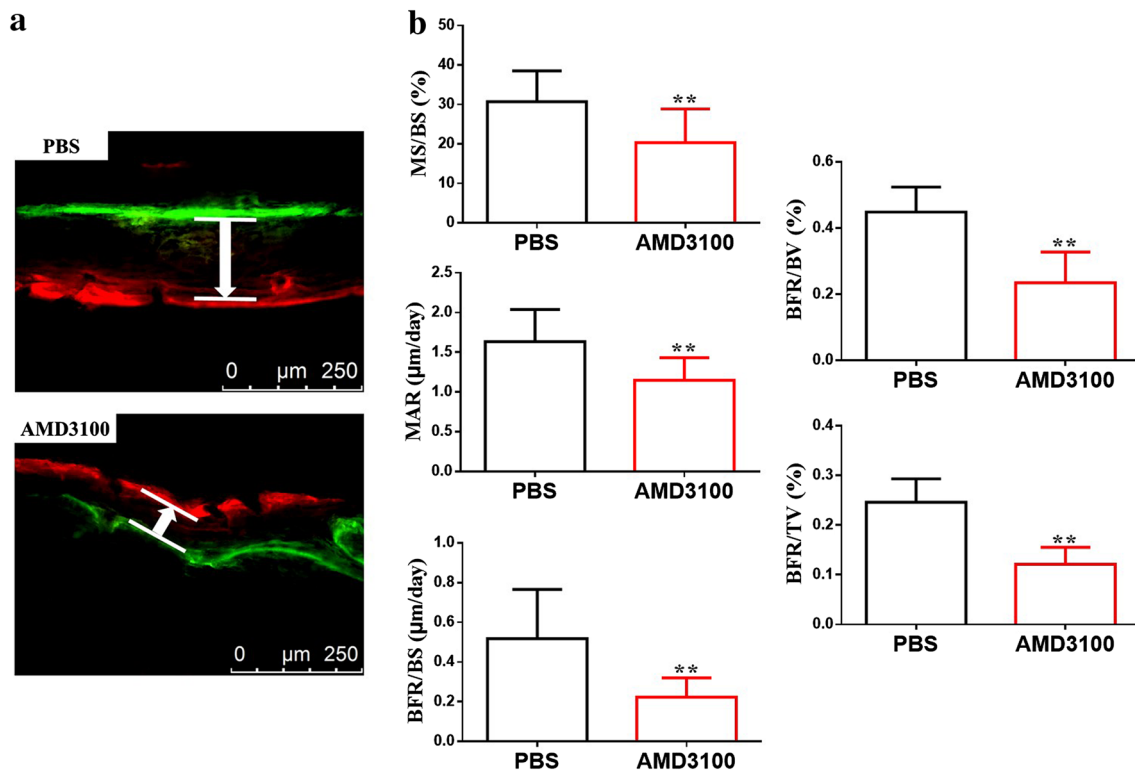 a
PBS
0 μm 250
AMD3100
0 μm 250
b
MS/BS (%)
50
40
30
20
10
0
**
PBS AMD3100
MAR (μm/day)
2.5
2.0
1.5
1.0
0.5
0.0
**
PBS AMD3100
BFR/BS (μm/day)
1.0
0.8
0.6
0.4
0.2
0.0
**
PBS AMD3100
BFR/BV (%)
0.6
0.4
0.2
0.0
**
PBS AMD3100
BFR/TV (%)
0.4
0.3
0.2
0.1
0.0
**
PBS AMD3100